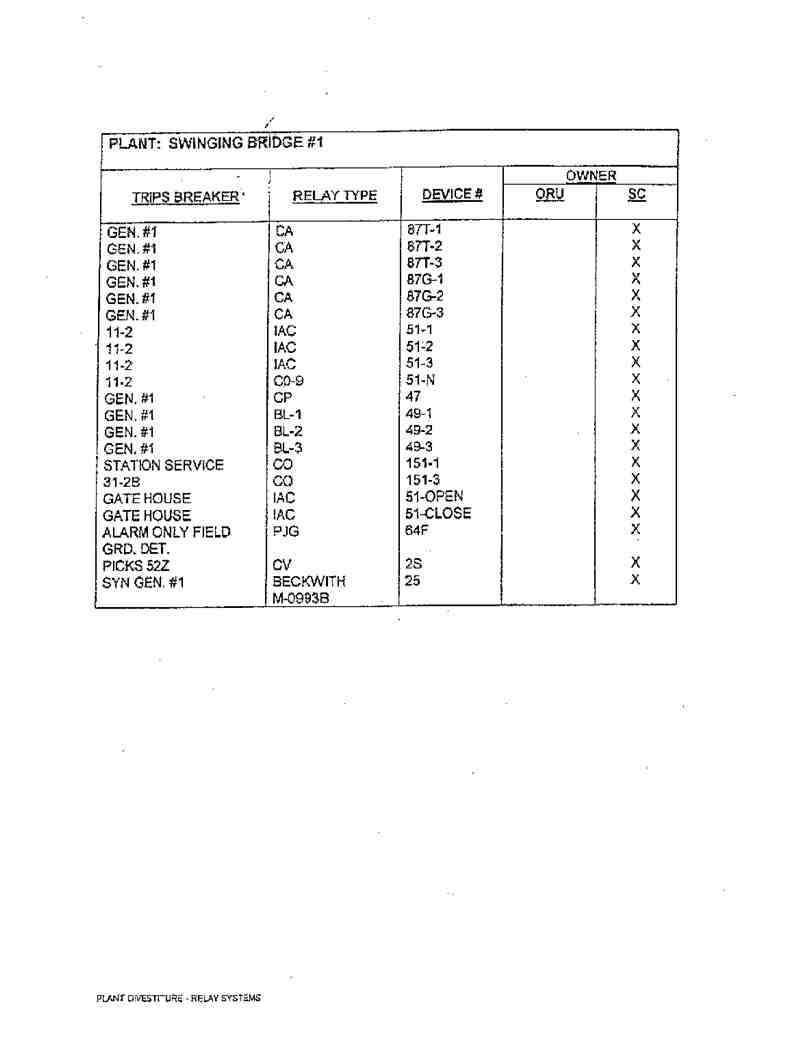 PLANT: SWINGING BRIDGE #1
OWNER
TRIPS BREAKER RELAY TYPE DEVICE # ORU SC
GEN. #1 CA 87T-1 X
GEN. #1 CA 87T-2 X
GEN. #1 CA 87T-3 X
GEN. #1 CA 87G-1 X
GEN. #1 CA 87G-2 X
GEN. #1 CA 87G-3 X
11-2 IAC 51-1 X
11-2 IAC 51-2 X
11-2 IAC 51-3 X
11-2 C0-9 51-N X
GEN. #1 CP 47 X
GEN. #1 BL-1 49-1 X
GEN. #1 BL-2 49-2 X
GEN. #1 BL-3 49-3 X
STATION SERVICE CO 151-1 X
31-2B CO 151-3 X
GATE HOUSE IAC 51-OPEN X
GATE HOUSE IAC 51-CLOSE X
ALARM ONLY FIELD PJG 64F X
GRD. DET.
PICKS 52Z CV 2S X
SYN GEN. #1 BECKWITH 25 X
M-0993B
PLANT DIVESTITURE - RELAY SYSTEMS